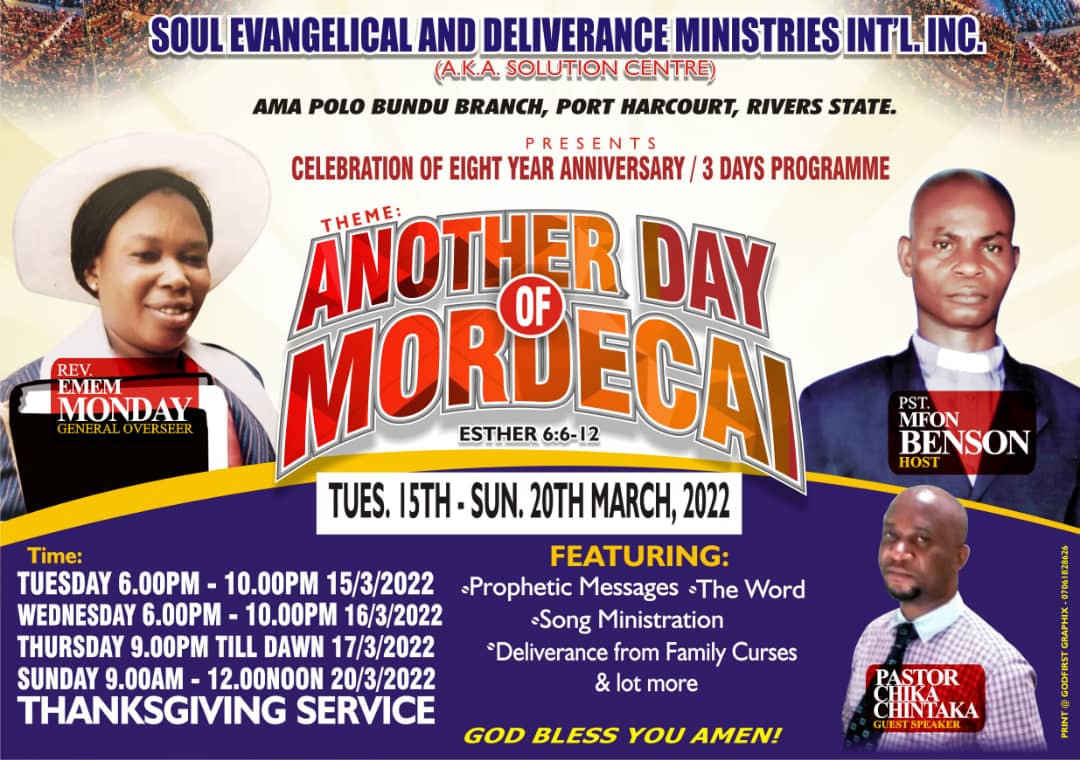 SOUL EVANGELICAL AND DELIVERANCE MINISTRIES INT'L. INC.
(A.K.A. SOLUTION CENTRE)
AMA POLO BUNDU BRANCH, PORT HARCOURT, RIVERS STATE.
PRESENTS
CELEBRATION OF EIGHT YEAR ANNIVERSARY / 3 DAYS PROGRAMME
THEME:
ANOTHER DAY
OF
MORDECAI
ESTHER 6:6-12
REV.
EMEM
MONDAY
GENERAL OVERSEER
PST.
MFON
BENSON
HOST
TUES. 15TH - SUN. 20TH MARCH, 2022
Time:
TUESDAY 6.00PM - 10.00PM 15/3/2022
WEDNESDAY 6.00PM - 10.00PM 16/3/2022
THURSDAY 9.00PM TILL DAWN 17/3/2022
SUNDAY 9.00AM - 12.00NOON 20/3/2022
THANKSGIVING SERVICE
FEATURING:
Prophetic Messages The Word
Song Ministration
Deliverance from Family Curses
& lot more
GOD BLESS YOU AMEN!
PASTOR
CHIKA
CHINTAKA
GUEST SPEAKER
PRINT @ GODFIRST GRAPHIX - 07061828626